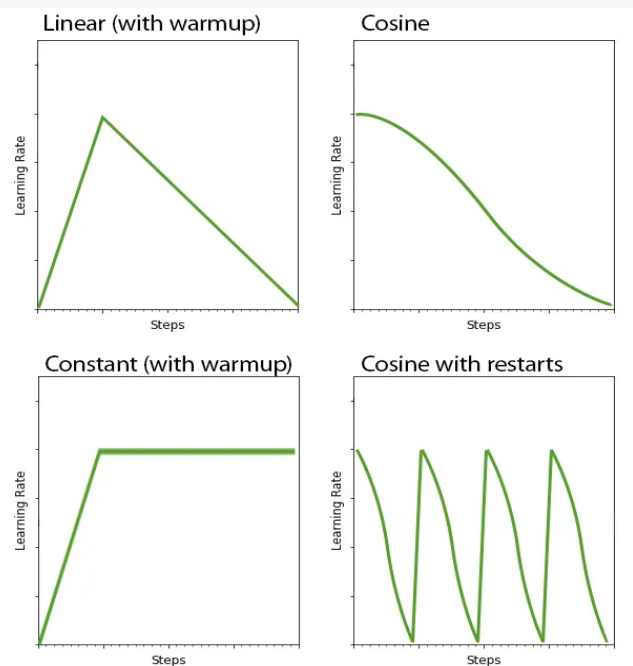 Linear (with warmup)
Learning Rate
Steps
Cosine
Learning Rate
Steps
Constant (with warmup)
Learning Rate
Steps
Cosine with restarts
Learning Rate
Steps